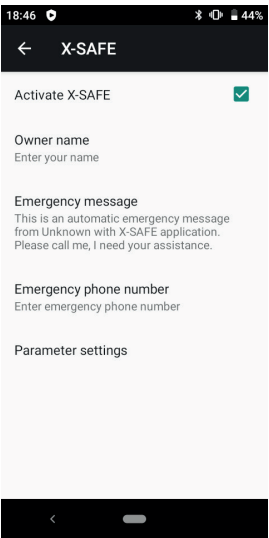 18:46 44%
X-SAFE
Activate X-SAFE
Owner name
Enter your name
Emergency message
This is an automatic emergency message
from Unknown with X-SAFE application.
Please call me, I need your assistance.
Emergency phone number
Enter emergency phone number
Parameter settings